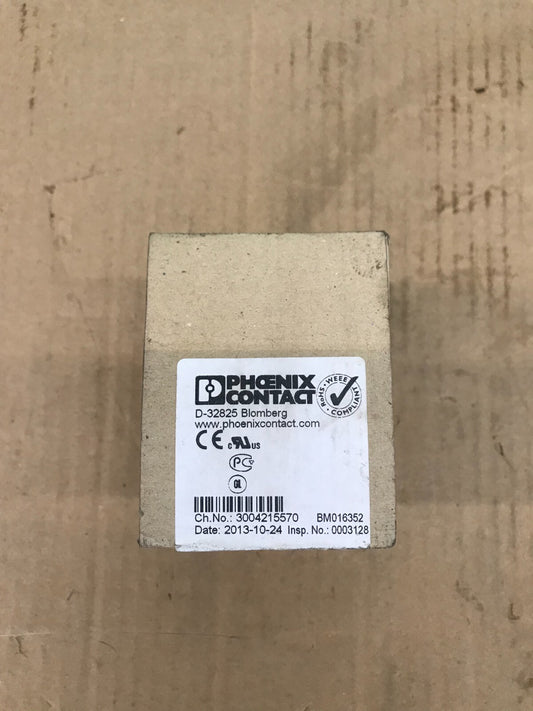 PHŒNIX
CONTACT
WEEE
RoHS
COMPLIANT
D-32825 Blomberg
www.phoenixcontact.com
CE c UL US
PC
GL
Ch.No.: 3004215570 BM016352
Date: 2013-10-24 Insp. No.: 0003128